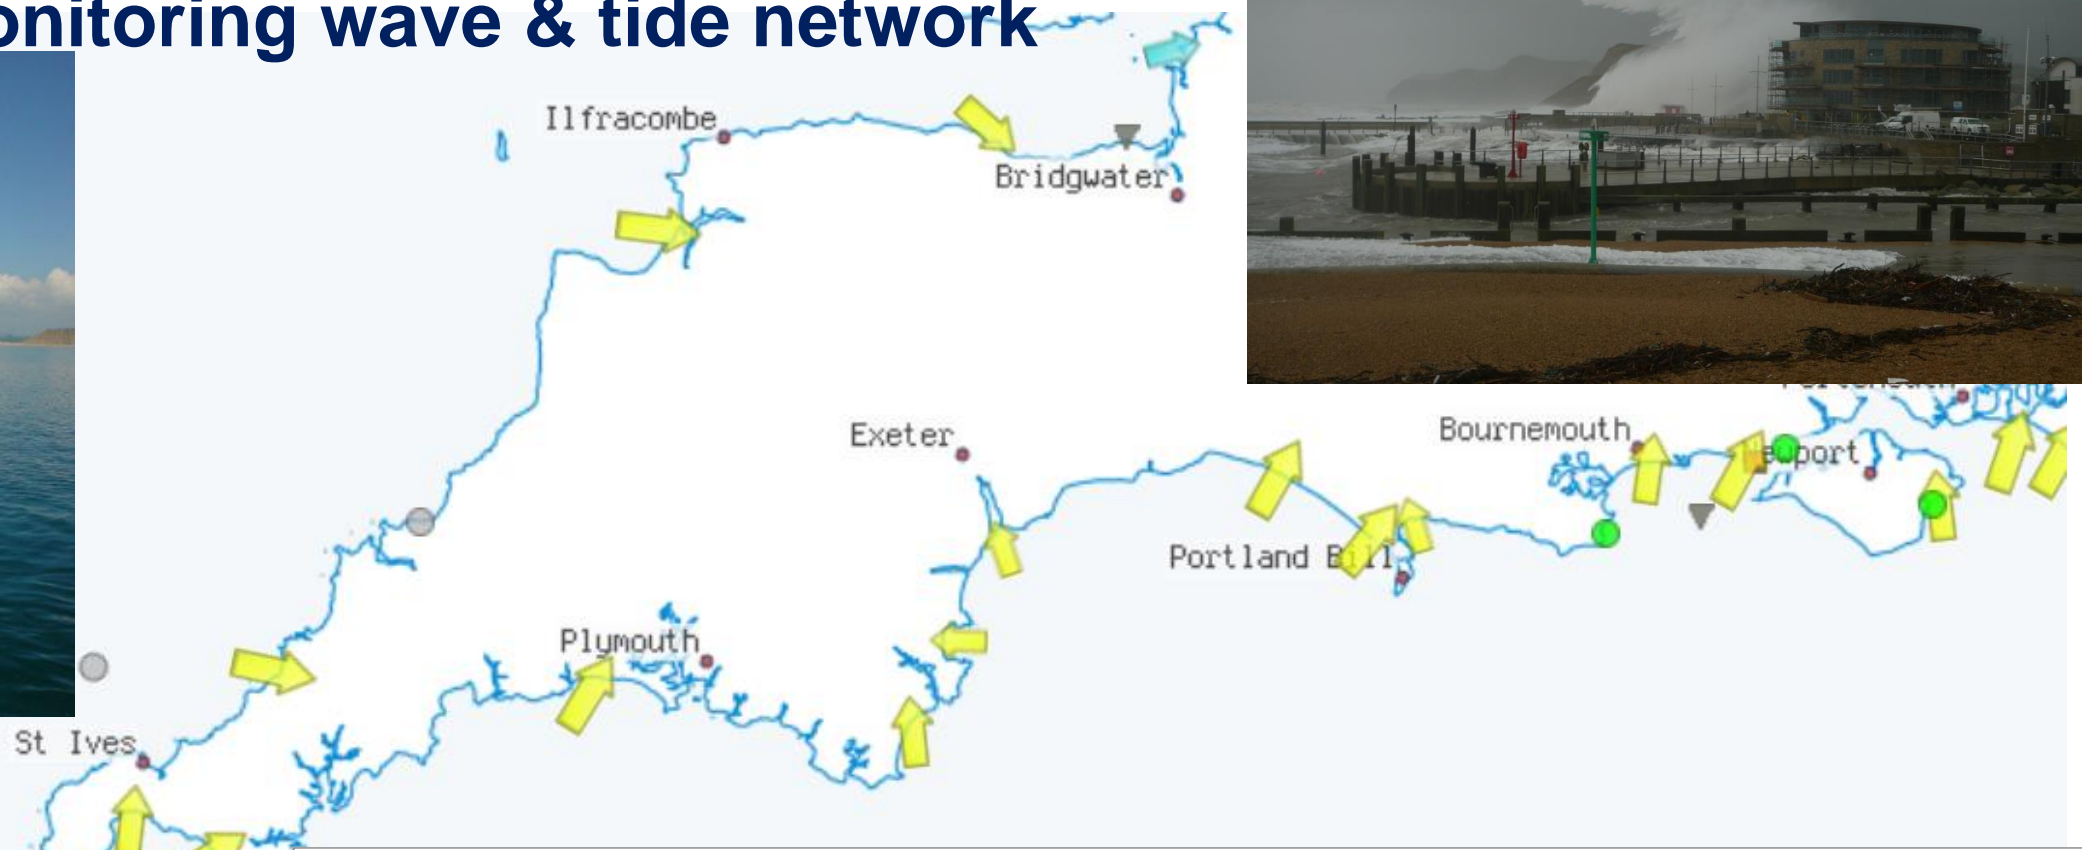 onitoring wave & tide network
Ilfracombe
Bridgwater
Exeter
Bournemouth
Portland Bill
Plymouth
St Ives